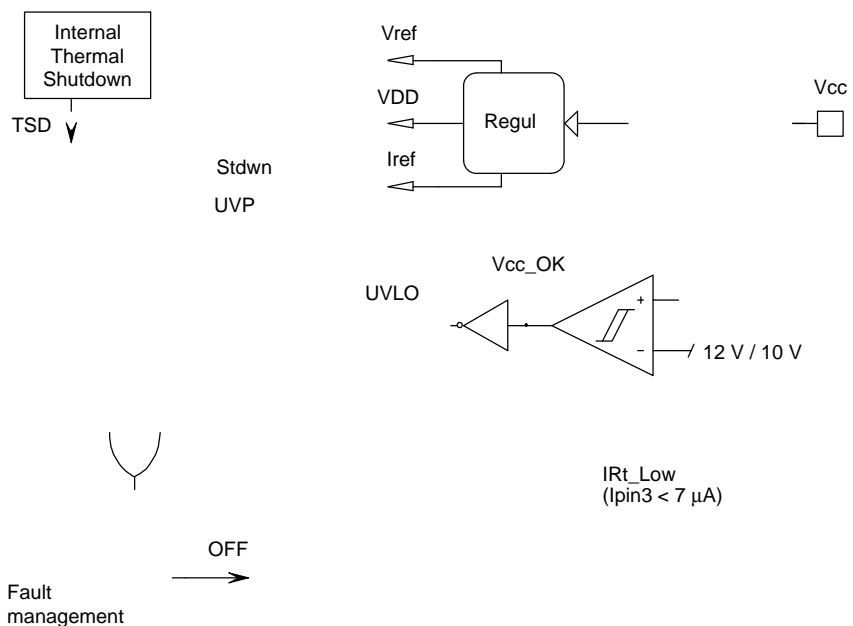 Internal
Thermal
Shutdown
Vref
VDD
Regul
Vcc
TSD
Stdwn
Iref
UVP
Vcc_OK
UVLO
+
−
12 V / 10 V
IRt_Low
(Ipin3 < 7 μA)
OFF
Fault
management